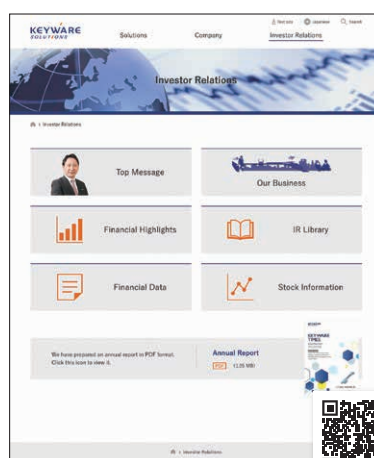 KEYWARE
SOLUTIONS
Solutions
Company
Investor Relations
Investor Relations
Investor Relations
Top Message
Our Business
Financial Highlights
IR Library
Financial Data
Stock Information
We have prepared an annual report in PDF format.
Click this icon to view it.
Annual Report
PDF
KEYWARE
TIMES
Investor Relations